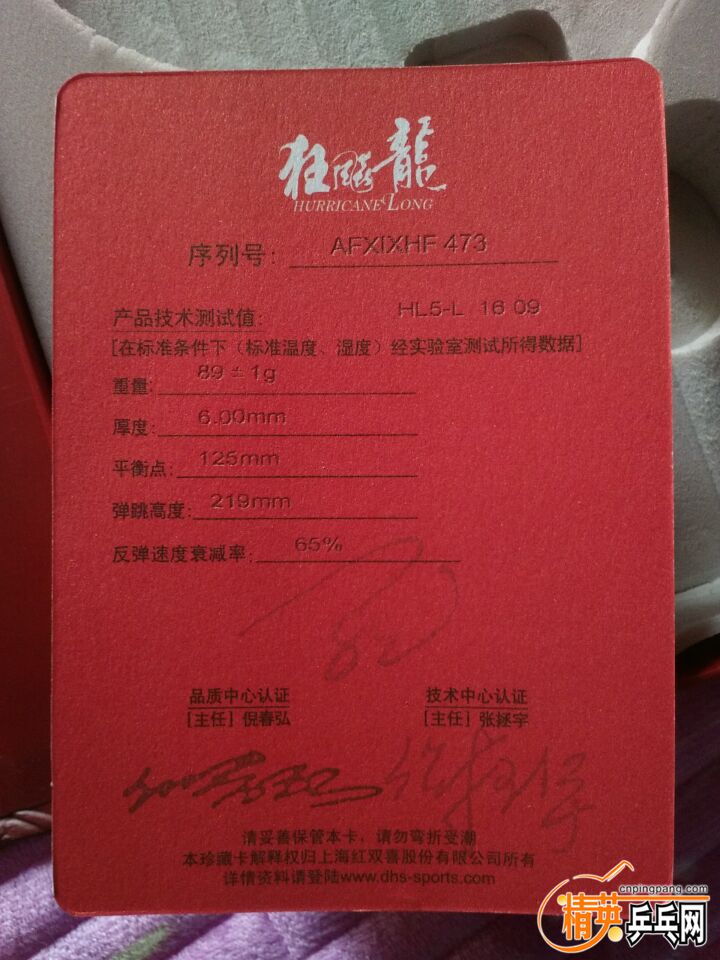 狂飚龍
HURRICANE LONG
序列号: AFXIXHF 473
产品技术测试值: HL5-L 16 09
[在标准条件下(标准温度、湿度)经实验室测试所得数据]
重量: 89±1g
厚度: 6.00mm
平衡点: 125mm
弹跳高度: 219mm
反弹速度衰减率: 65%
品质中心认证 技术中心认证
[主任] 倪春弘 [主任] 张拯宇
请妥善保管本卡,请勿弯折受潮
本珍藏卡解释权归上海红双喜股份有限公司所有
详情资料请登陆www.dhs-sports.com
cnpingpang.com
精英乒乓网